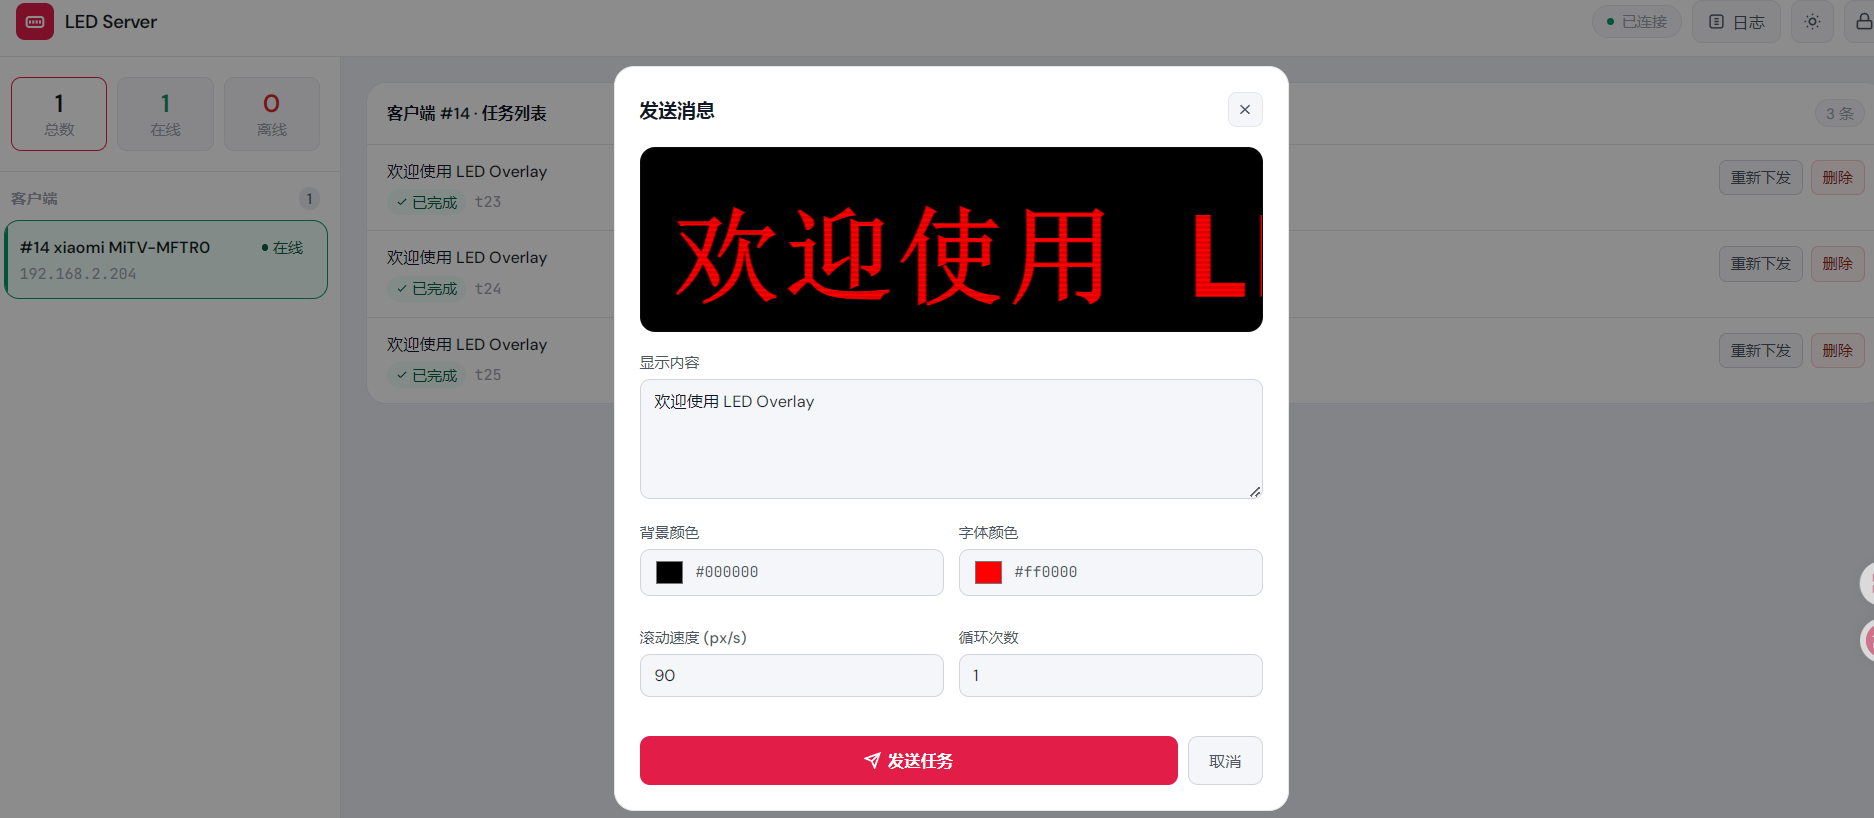 LED Server
已连接
日志
1
总数
1
在线
0
离线
客户端
1
#14 xiaomi MiTV-MFTR0
在线
192.168.2.204
客户端 #14 · 任务列表
3 条
欢迎使用 LED Overlay
已完成
t23
重新下发
删除
欢迎使用 LED Overlay
已完成
t24
重新下发
删除
欢迎使用 LED Overlay
已完成
t25
重新下发
删除
发送消息
欢迎使用 L
显示内容
欢迎使用 LED Overlay
背景颜色
字体颜色
#000000
#ff0000
滚动速度 (px/s)
循环次数
90
1
发送任务
取消